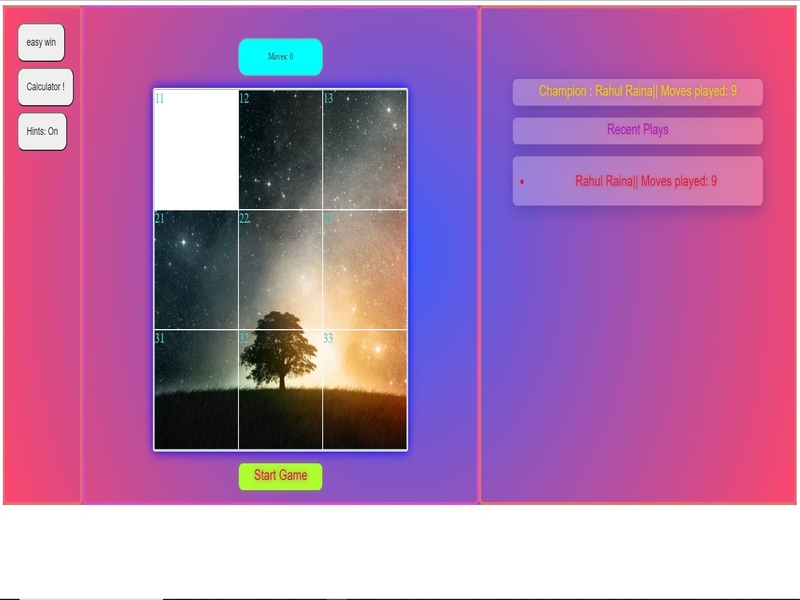 easy win
Calculator !
Hints: On
Moves: 0
11
12
13
21
22
23
31
32
33
Start Game
Champion : Rahul Raina|| Moves played: 9
Recent Plays
Rahul Raina|| Moves played: 9